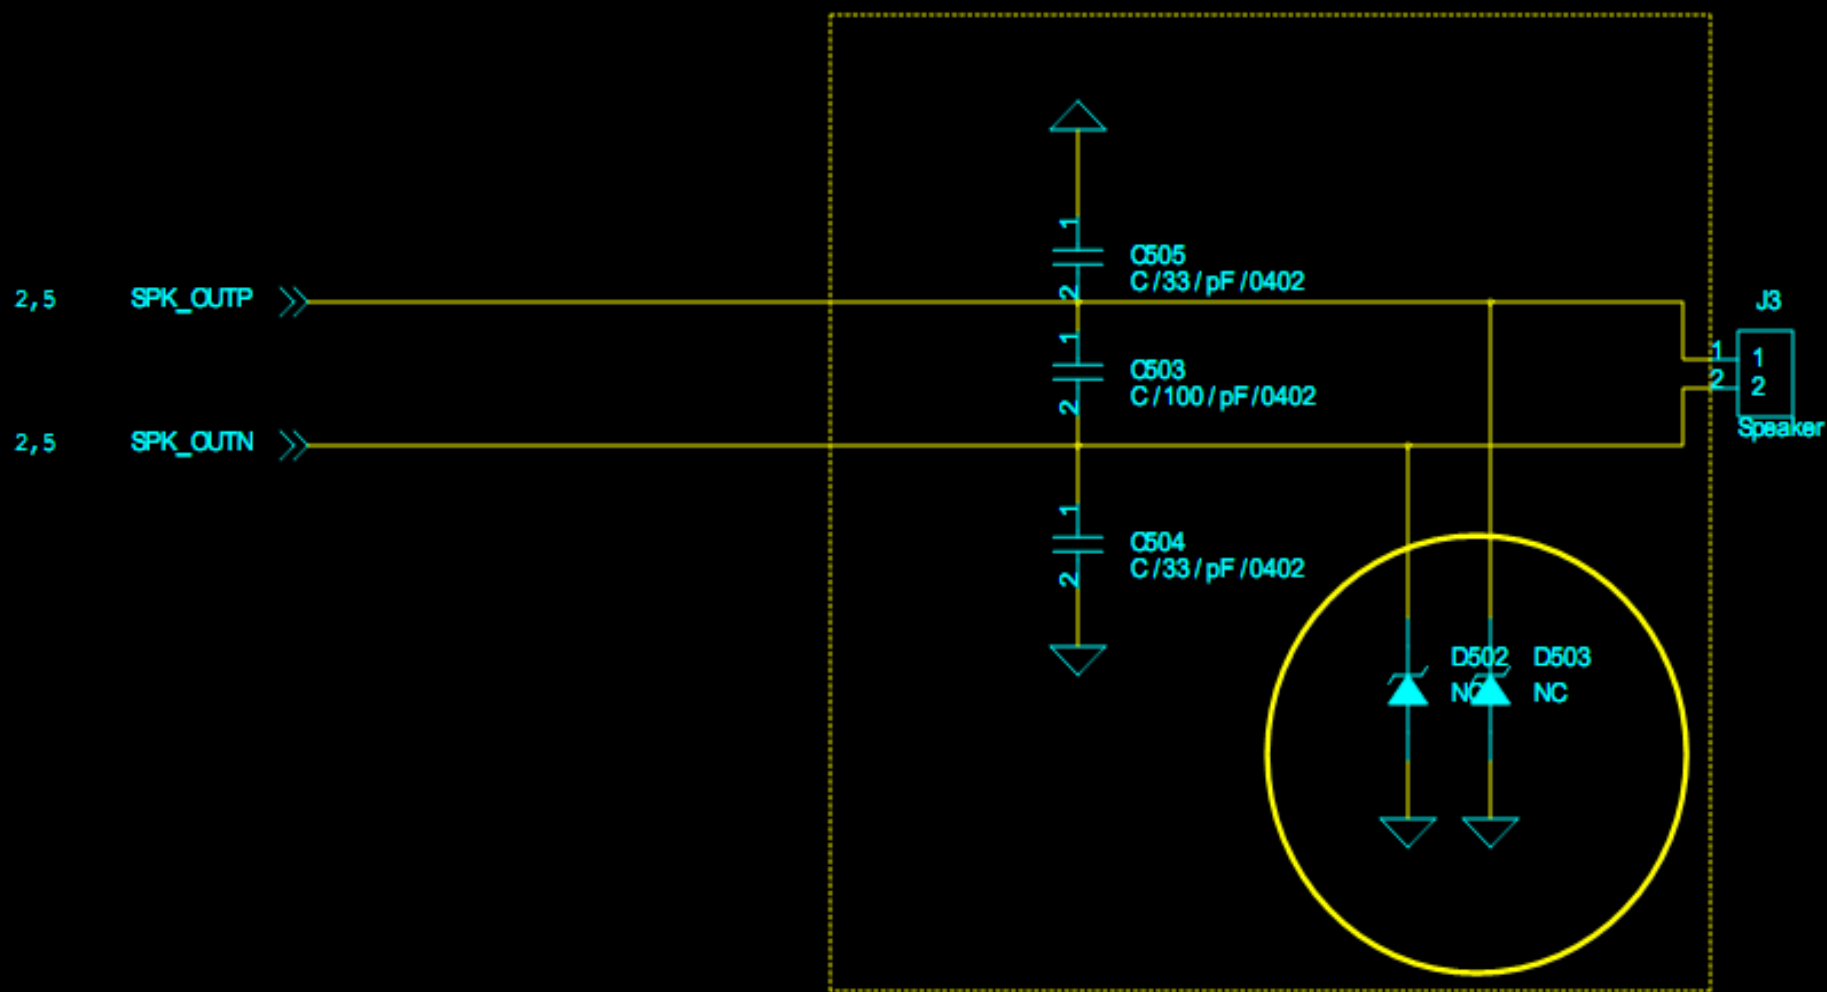 1
C505
C/33/pF/0402
2
2,5 SPK_OUTP
J3
1
C503
C/100/pF/0402
2
1 1
2 2
Speaker
2,5 SPK_OUTN
1
C504
C/33/pF/0402
2
D502 D503
NC NC